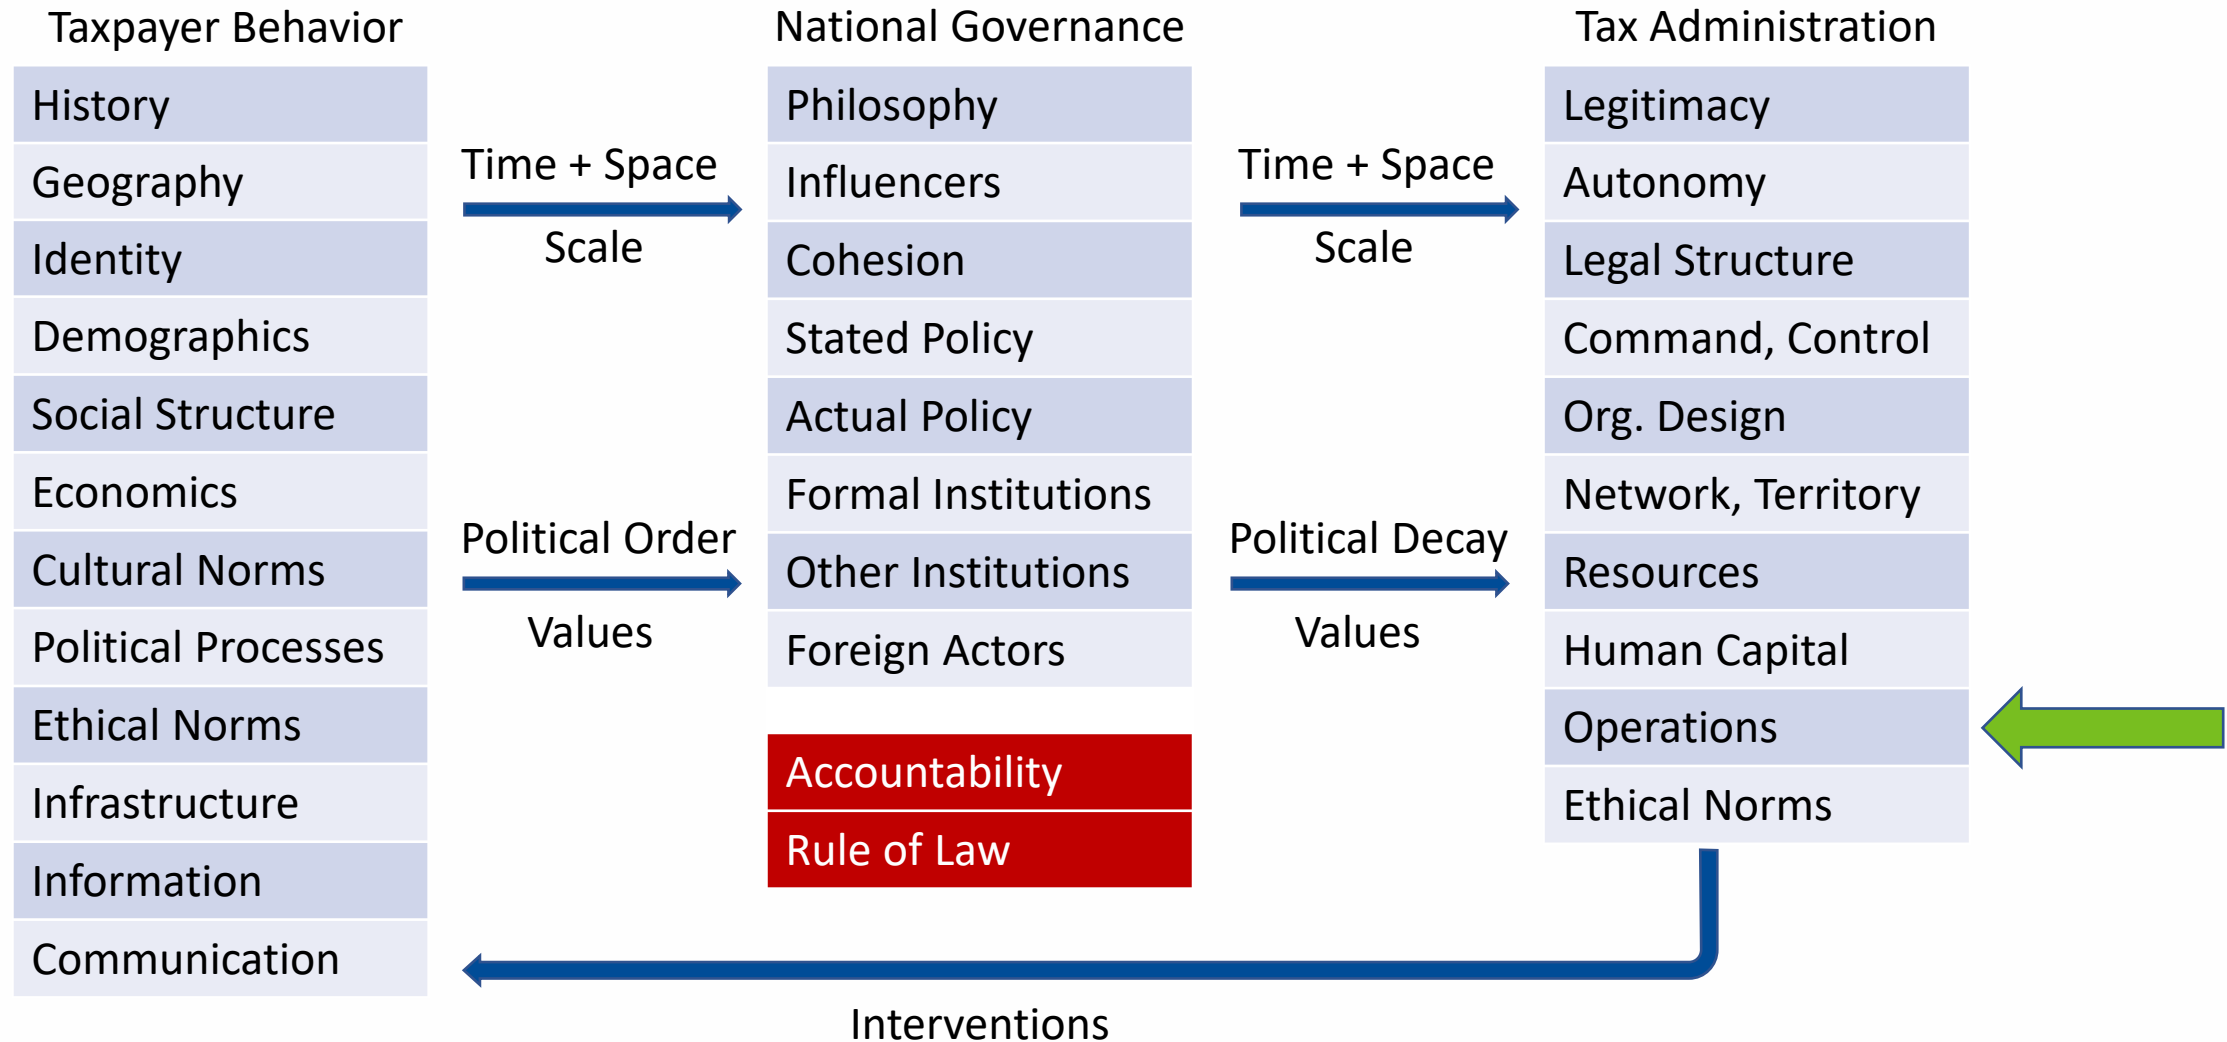 Taxpayer Behavior
History
Geography
Identity
Demographics
Social Structure
Economics
Cultural Norms
Political Processes
Ethical Norms
Infrastructure
Information
Communication
Time + Space
Scale
Political Order
Values
National Governance
Philosophy
Influencers
Cohesion
Stated Policy
Actual Policy
Formal Institutions
Other Institutions
Foreign Actors
Accountability
Rule of Law
Time + Space
Scale
Political Decay
Values
Tax Administration
Legitimacy
Autonomy
Legal Structure
Command, Control
Org. Design
Network, Territory
Resources
Human Capital
Operations
Ethical Norms
Interventions